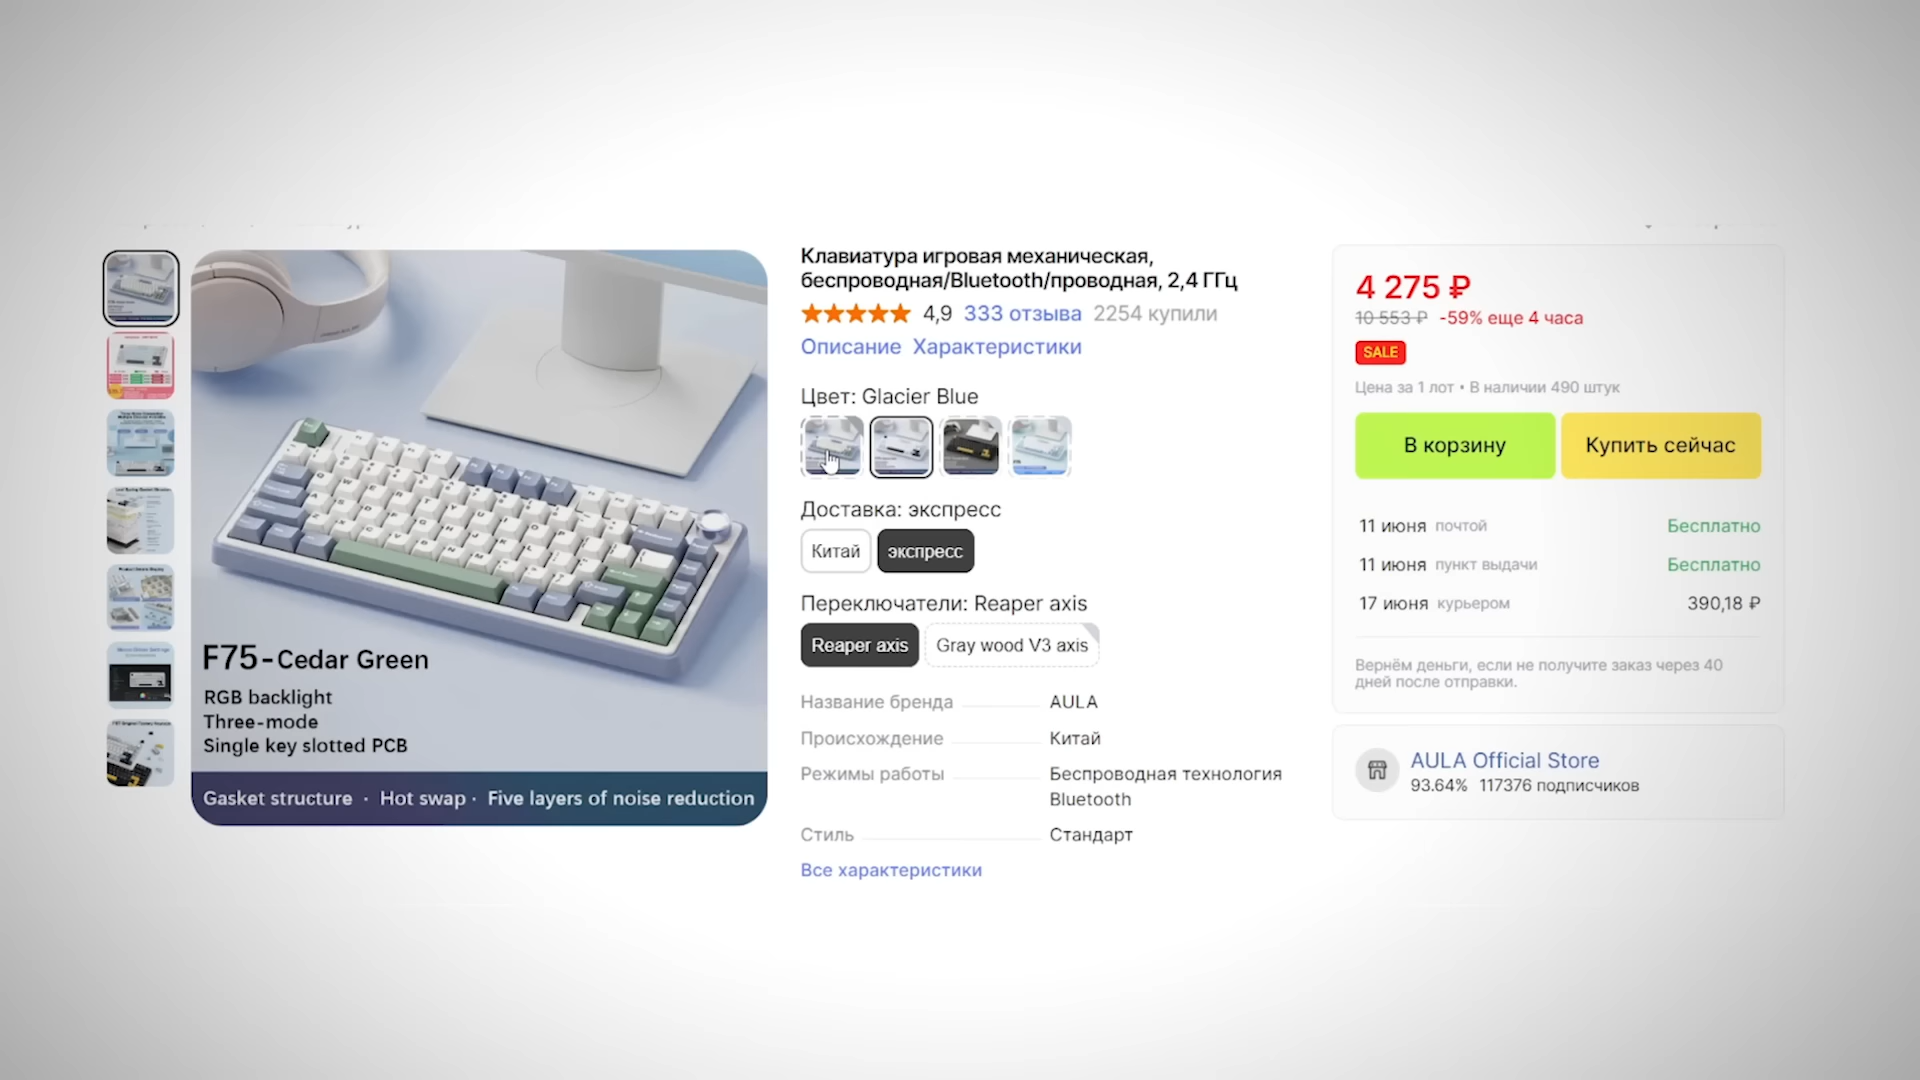 F75-Cedar Green
RGB backlight
Three-mode
Single key slotted PCB
Gasket structure · Hot swap · Five layers of noise reduction
Клавиатура игровая механическая,
беспроводная/Bluetooth/проводная, 2,4 ГГц
4,9 333 отзыва 2254 купили
Описание Характеристики
Цвет: Glacier Blue
Доставка: экспресс
Китай экспресс
Переключатели: Reaper axis
Reaper axis Gray wood V3 axis
Название бренда AULA
Происхождение Китай
Режимы работы Беспроводная технология
Bluetooth
Стиль Стандарт
Все характеристики
4 275 ₽
10 553 ₽ -59% еще 4 часа
SALE
Цена за 1 лот • В наличии 490 штук
В корзину Купить сейчас
11 июня почтой Бесплатно
11 июня пункт выдачи Бесплатно
17 июня курьером 390,18 ₽
Вернём деньги, если не получите заказ через 40
дней после отправки.
AULA Official Store
93.64% 117376 подписчиков